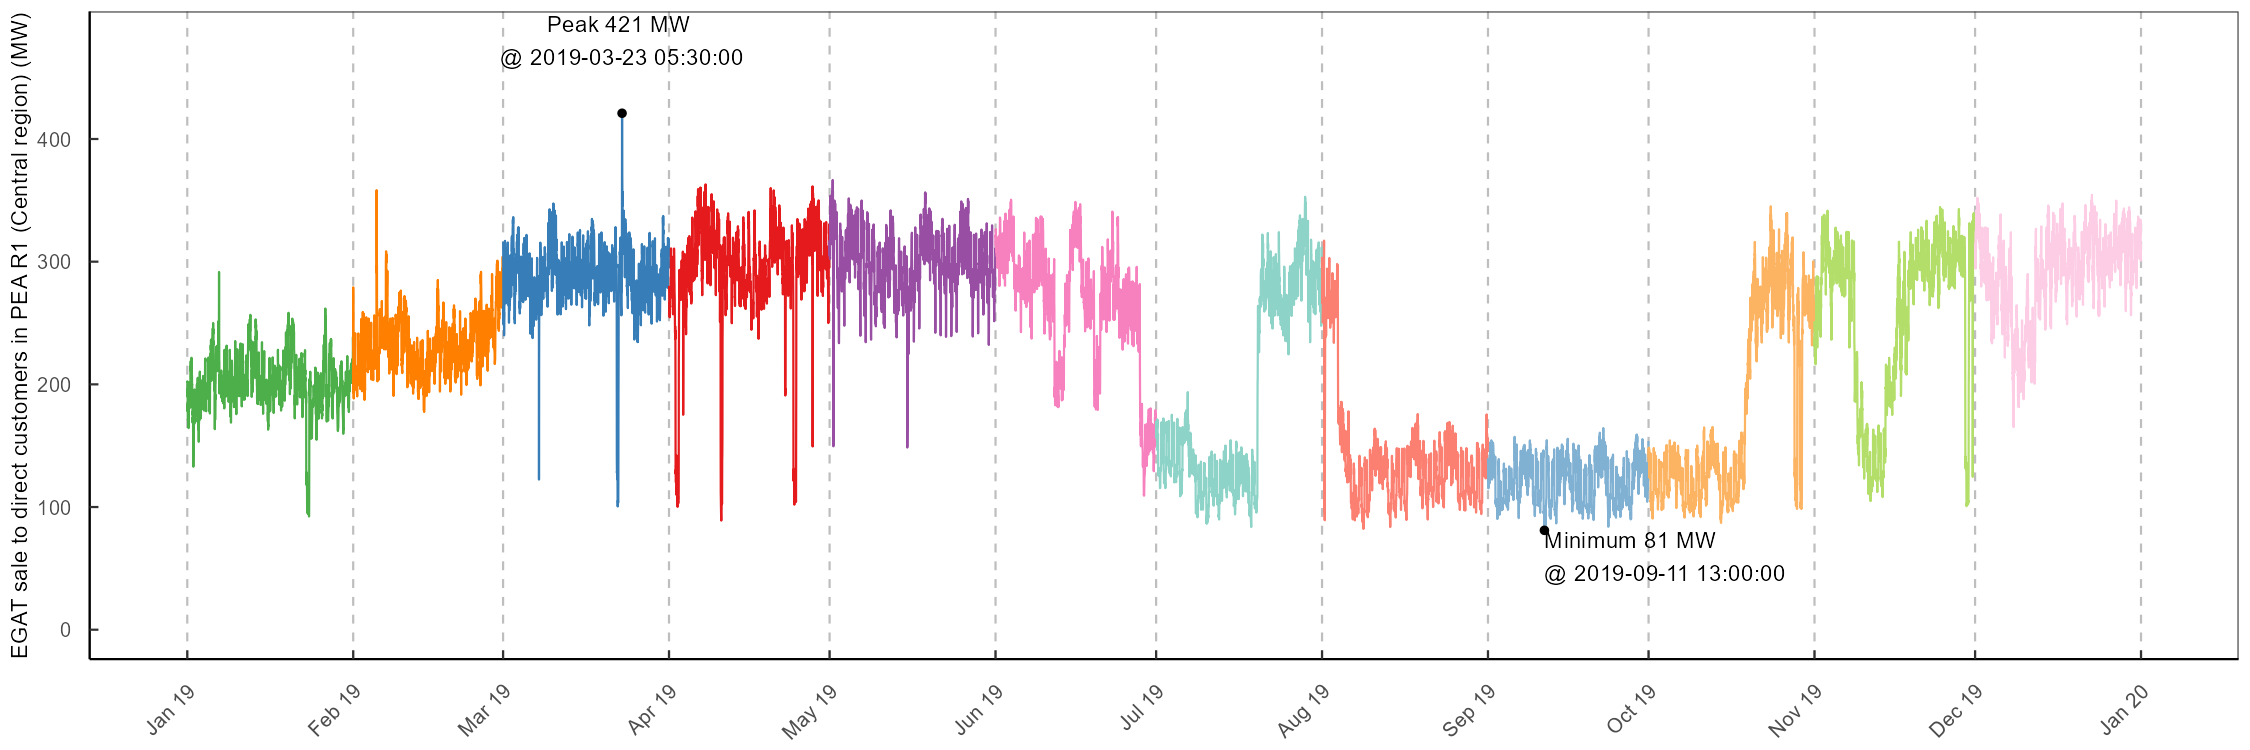 EGAT sale to direct customers in PEA R1 (Central region) (MW)
Peak 421 MW
@ 2019-03-23 05:30:00
400
300
200
100
0
Minimum 81 MW
@ 2019-09-11 13:00:00
Jan 19
Feb 19
Mar 19
Apr 19
May 19
Jun 19
Jul 19
Aug 19
Sep 19
Oct 19
Nov 19
Dec 19
Jan 20